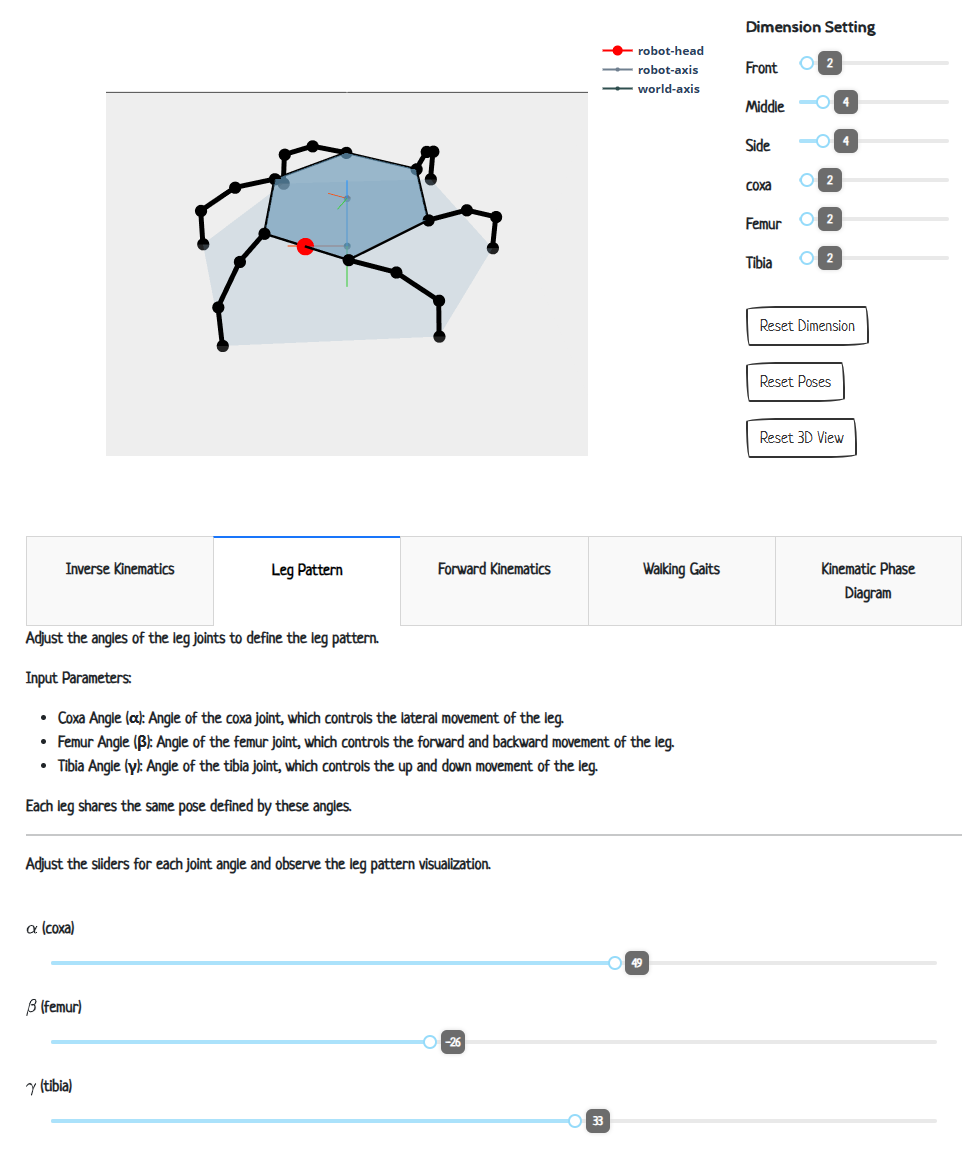 robot-head
robot-axis
world-axis
Dimension Setting
Front 2
Middle 4
Side 4
coxa 2
Femur 2
Tibia 2
Reset Dimension
Reset Poses
Reset 3D View
Inverse Kinematics
Leg Pattern
Forward Kinematics
Walking Gaits
Kinematic Phase
Diagram
Adjust the angles of the leg joints to define the leg pattern.
Input Parameters:
• Coxa Angle (α): Angle of the coxa joint, which controls the lateral movement of the leg.
• Femur Angle (β): Angle of the femur joint, which controls the forward and backward movement of the leg.
• Tibia Angle (γ): Angle of the tibia joint, which controls the up and down movement of the leg.
Each leg shares the same pose defined by these angles.
Adjust the sliders for each joint angle and observe the leg pattern visualization.
α (coxa)
49
β (femur)
-26
γ (tibia)
33